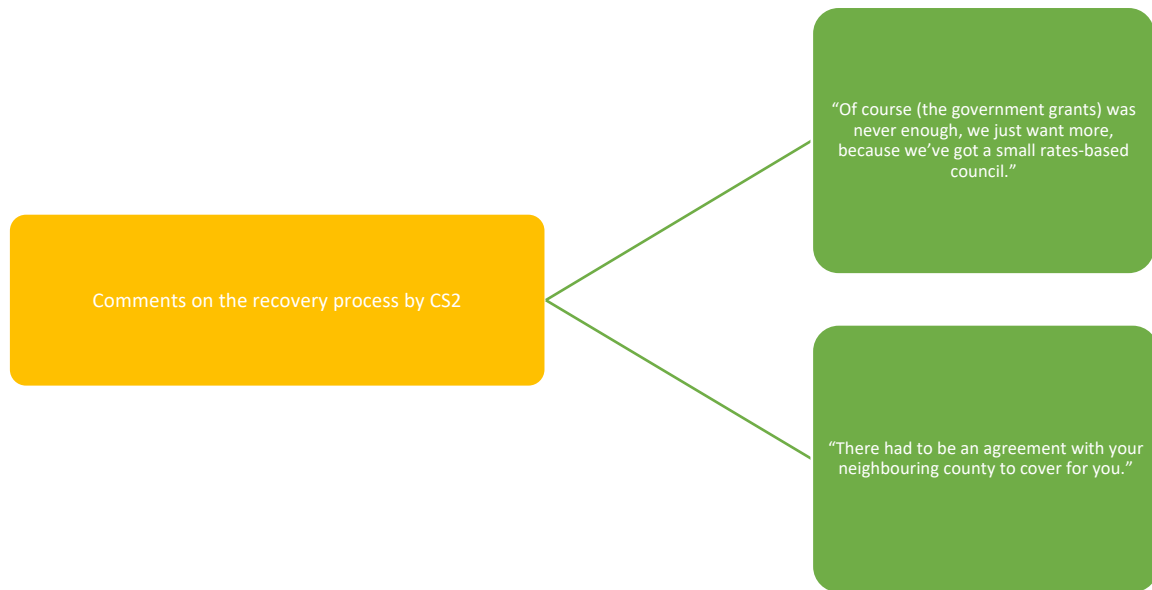 Comments on the recovery process by CS2
“Of course (the government grants) was
never enough, we just want more,
because we’ve got a small rates-based
council.”
“There had to be an agreement with your
neighbouring county to cover for you.”